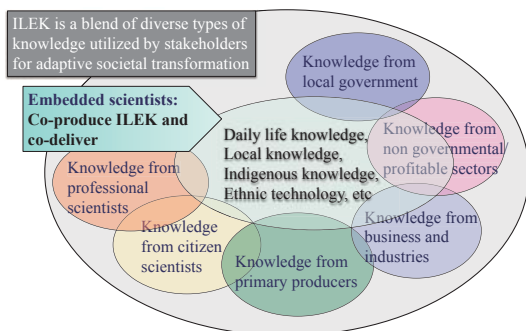 ILEK is a blend of diverse types of
knowledge utilized by stakeholders
for adaptive societal transformation
Embedded scientists:
Co-produce ILEK and
co-deliver
Knowledge from
local government
Daily life knowledge,
Local knowledge,
Indigenous knowledge,
Ethnic technology, etc
Knowledge from
non governmental/
profitable sectors
Knowledge from
professional
scientists
Knowledge from
business and
industries
Knowledge
from citizen
scientists
Knowledge from
primary producers